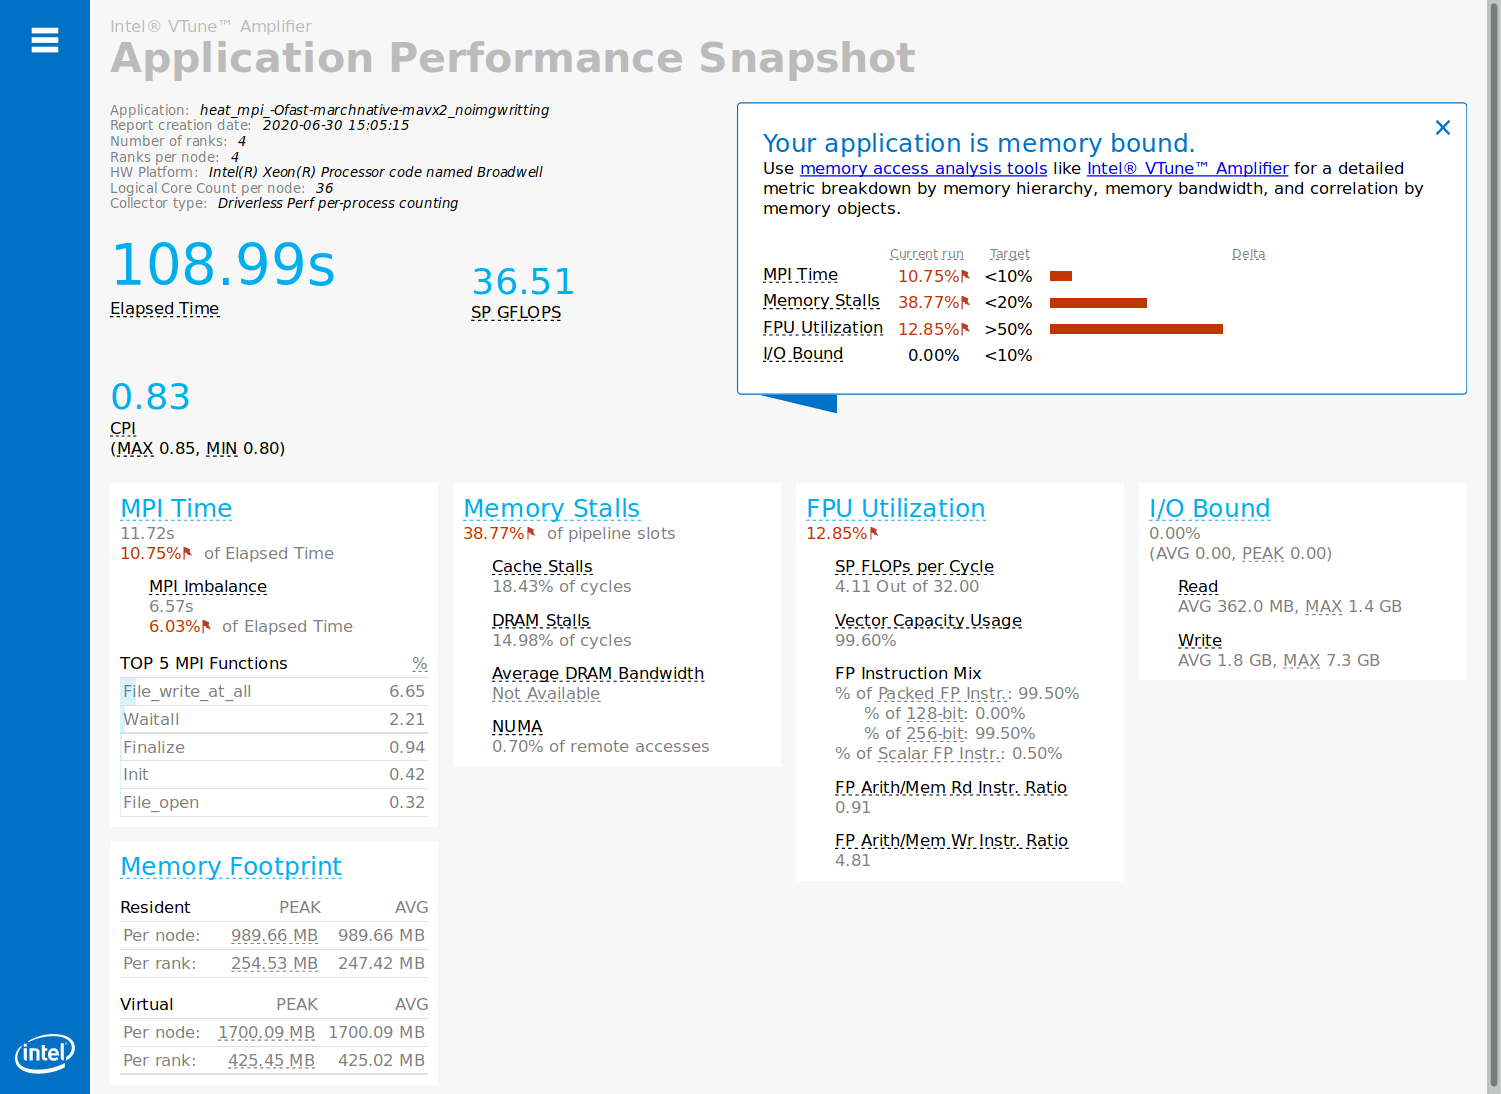 Intel® VTune™ Amplifier
Application Performance Snapshot
Application: heat_mpi_-Ofast-marchnative-mavx2_noimgwritting
Report creation date: 2020-06-30 15:05:15
Number of ranks: 4
Ranks per node: 4
HW Platform: Intel(R) Xeon(R) Processor code named Broadwell
Logical Core Count per node: 36
Collector type: Driverless Perf per-process counting
108.99s
Elapsed Time
36.51
SP GFLOPS
0.83
CPI
(MAX 0.85, MIN 0.80)
Your application is memory bound.
Use memory access analysis tools like Intel® VTune™ Amplifier for a detailed
metric breakdown by memory hierarchy, memory bandwidth, and correlation by
memory objects.
Current run Target Delta
MPI Time 10.75% <10%
Memory Stalls 38.77% <20%
FPU Utilization 12.85% >50%
I/O Bound 0.00% <10%
MPI Time
11.72s
10.75% of Elapsed Time
MPI Imbalance
6.57s
6.03% of Elapsed Time
TOP 5 MPI Functions %
File_write_at_all 6.65
Waitall 2.21
Finalize 0.94
Init 0.42
File_open 0.32
Memory Footprint
Resident PEAK AVG
Per node: 989.66 MB 989.66 MB
Per rank: 254.53 MB 247.42 MB
Virtual PEAK AVG
Per node: 1700.09 MB 1700.09 MB
Per rank: 425.45 MB 425.02 MB
Memory Stalls
38.77% of pipeline slots
Cache Stalls
18.43% of cycles
DRAM Stalls
14.98% of cycles
Average DRAM Bandwidth
Not Available
NUMA
0.70% of remote accesses
FPU Utilization
12.85%
SP FLOPs per Cycle
4.11 Out of 32.00
Vector Capacity Usage
99.60%
FP Instruction Mix
% of Packed FP Instr.: 99.50%
% of 128-bit: 0.00%
% of 256-bit: 99.50%
% of Scalar FP Instr.: 0.50%
FP Arith/Mem Rd Instr. Ratio
0.91
FP Arith/Mem Wr Instr. Ratio
4.81
I/O Bound
0.00%
(AVG 0.00, PEAK 0.00)
Read
AVG 362.0 MB, MAX 1.4 GB
Write
AVG 1.8 GB, MAX 7.3 GB
intel